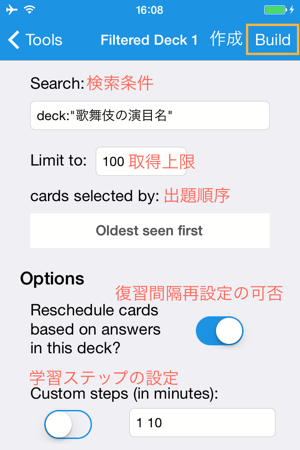 16:08
Tools Filtered Deck 1 作成 Build
Search:検索条件
deck:"歌舞伎の演目名"
Limit to: 100 取得上限
cards selected by: 出題順序
Oldest seen first
Options
復習間隔再設定の可否
Reschedule cards
based on answers
in this deck?
学習ステップの設定
Custom steps (in minutes):
1 10